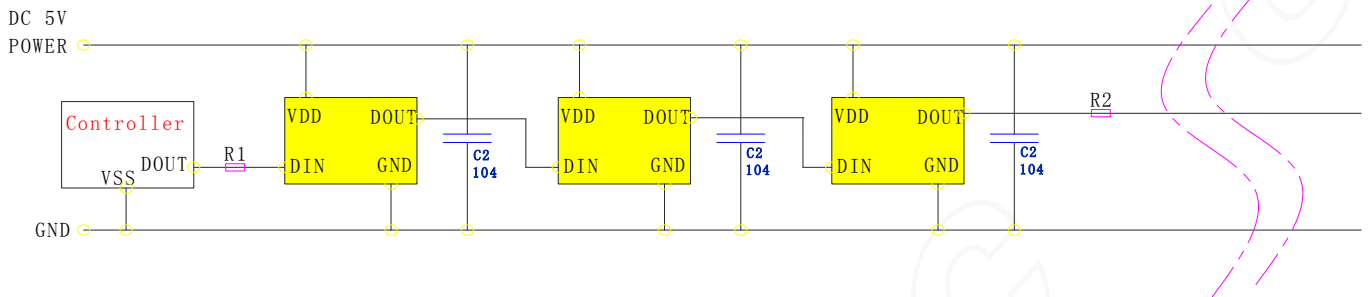 DC 5V
POWER
Controller
DOUT
VSS
R1
VDD
DOUT
DIN
GND
C2
104
VDD
DOUT
DIN
GND
C2
104
VDD
DOUT
DIN
GND
C2
104
R2
GND